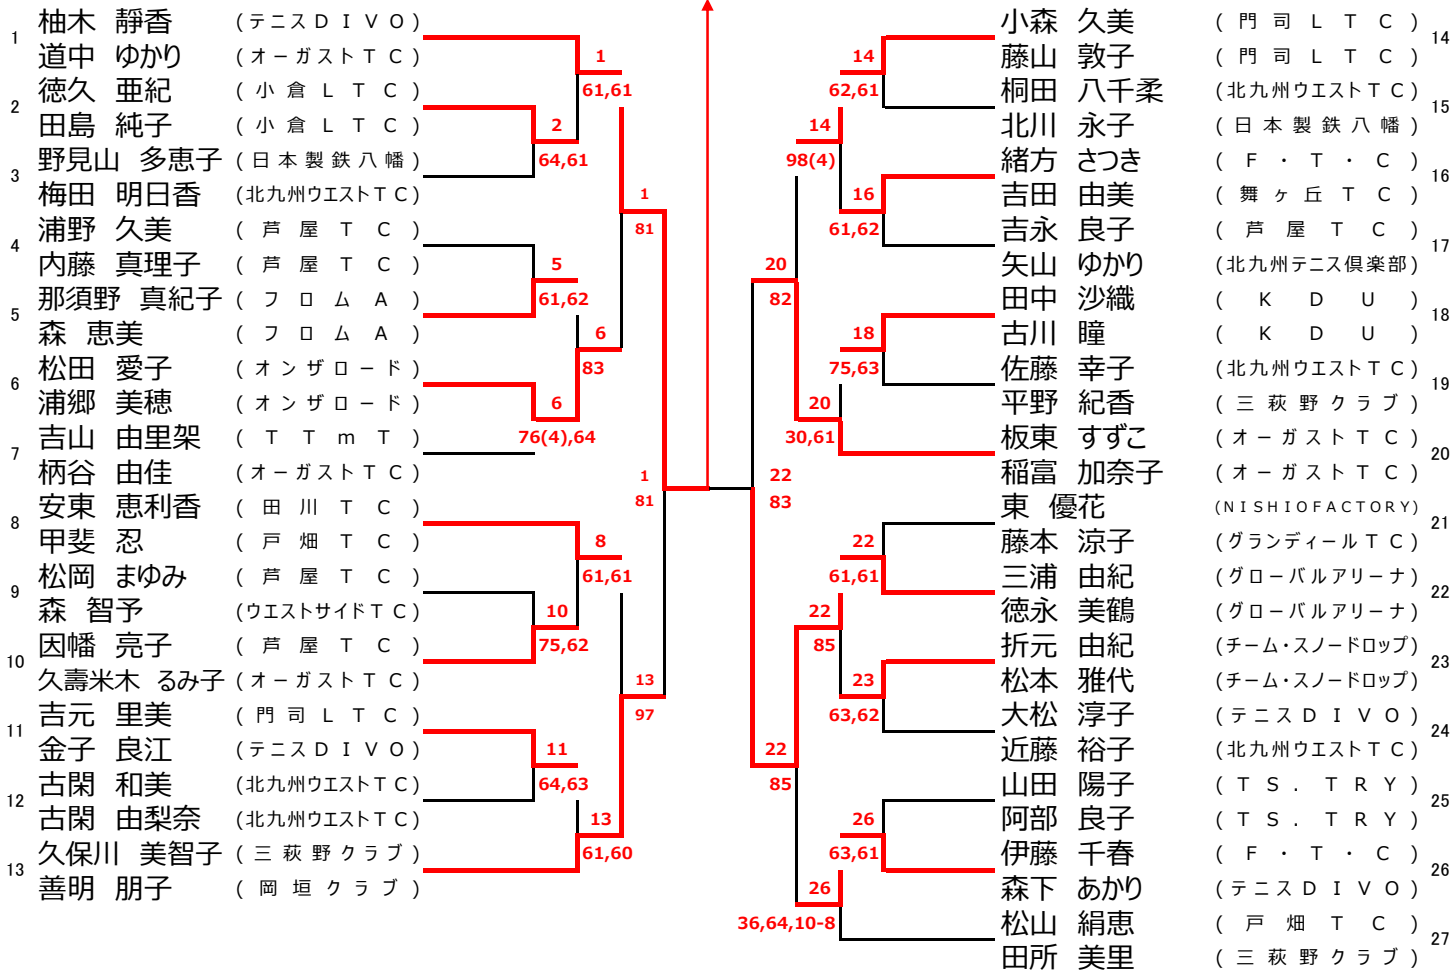 1 柚木 靜香 (テニスＤＩＶＯ)
道中 ゆかり (オーガストＴＣ)
2 徳久 亜紀 (小倉ＬＴＣ)
田島 純子 (小倉ＬＴＣ)
3 野見山 多恵子 (日本製鉄八幡)
梅田 明日香 (北九州ウエストＴＣ)
4 浦野 久美 (芦屋ＴＣ)
内藤 真理子 (芦屋ＴＣ)
5 那須野 真紀子 (フロムＡ)
森 恵美 (フロムＡ)
6 松田 愛子 (オンザロード)
浦郷 美穂 (オンザロード)
7 吉山 由里架 (ＴＴｍＴ)
柄谷 由佳 (オーガストＴＣ)
8 安東 恵利香 (田川ＴＣ)
甲斐 忍 (戸畑ＴＣ)
9 松岡 まゆみ (芦屋ＴＣ)
森 智予 (ウエストサイドＴＣ)
10 因幡 亮子 (芦屋ＴＣ)
久壽米木 るみ子 (オーガストＴＣ)
11 吉元 里美 (門司ＬＴＣ)
金子 良江 (テニスＤＩＶＯ)
12 古閑 和美 (北九州ウエストＴＣ)
古閑 由梨奈 (北九州ウエストＴＣ)
13 久保川 美智子 (三萩野クラブ)
善明 朋子 (岡垣クラブ)
1
61,61
2
64,61
1
81
5
61,62
6
83
6
76(4),64
1
81
8
61,61
10
75,62
13
97
11
64,63
13
61,60
14
62,61
14
98(4)
16
61,62
20
82
18
75,63
20
30,61
22
83
22
61,61
22
85
23
63,62
22
85
26
63,61
26
36,64,10-8
小森 久美 (門司ＬＴＣ) 14
藤山 敦子 (門司ＬＴＣ)
桐田 八千柔 (北九州ウエストＴＣ) 15
北川 永子 (日本製鉄八幡)
緒方 さつき (Ｆ・Ｔ・Ｃ) 16
吉田 由美 (舞ヶ丘ＴＣ)
吉永 良子 (芦屋ＴＣ) 17
矢山 ゆかり (北九州テニス倶楽部)
田中 沙織 (ＫＤＵ) 18
古川 瞳 (ＫＤＵ)
佐藤 幸子 (北九州ウエストＴＣ) 19
平野 紀香 (三萩野クラブ)
板東 すずこ (オーガストＴＣ) 20
稲富 加奈子 (オーガストＴＣ)
東 優花 (ＮＩＳＨＩＯＦＡＣＴＯＲＹ) 21
藤本 涼子 (グランディールＴＣ)
三浦 由紀 (グローバルアリーナ) 22
徳永 美鶴 (グローバルアリーナ)
折元 由紀 (チーム・スノードロップ) 23
松本 雅代 (チーム・スノードロップ)
大松 淳子 (テニスＤＩＶＯ) 24
近藤 裕子 (北九州ウエストＴＣ)
山田 陽子 (ＴＳ．ＴＲＹ) 25
阿部 良子 (ＴＳ．ＴＲＹ)
伊藤 千春 (Ｆ・Ｔ・Ｃ) 26
森下 あかり (テニスＤＩＶＯ)
松山 絹恵 (戸畑ＴＣ) 27
田所 美里 (三萩野クラブ)